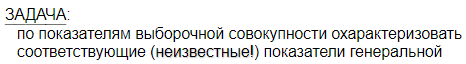 ЗАДАЧА:
по показателям выборочной совокупности охарактеризовать
соответствующие (неизвестные!) показатели генеральной